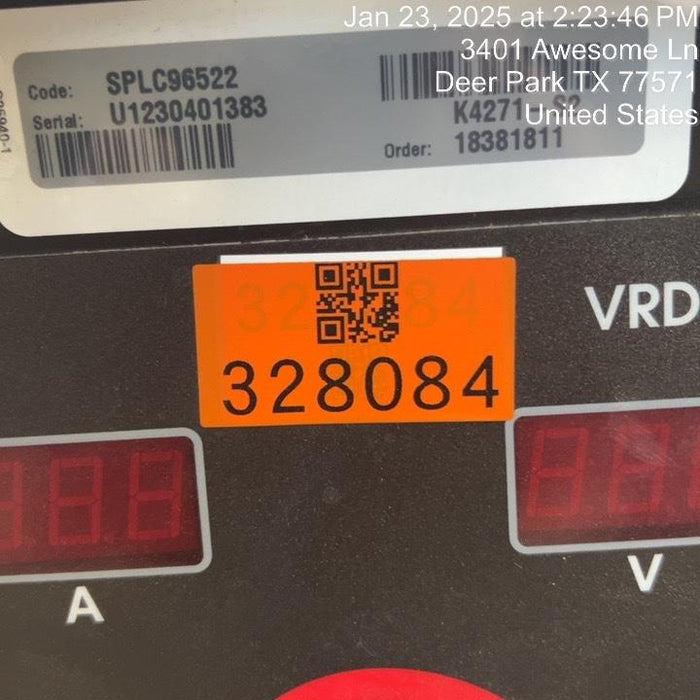 Jan 23, 2025 at 2:23:46 PM
3401 Awesome Ln
Deer Park TX 77571
United States
Code: SPLC96522
Serial: U1230401383
Order: 18381811
VRD
328084
A
V